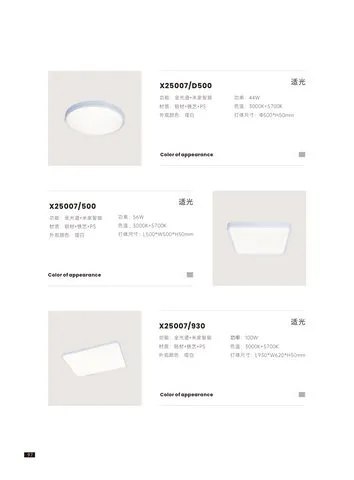 X25007/D500
适光
功能: 全光谱+米家智能
功率: 44W
材质: 铝材+铁艺+PS
色温: 3000K+5700K
外观颜色: 哑白
灯体尺寸: Φ500*H50mm
Color of appearance
X25007/500
适光
功能: 全光谱+米家智能
功率: 56W
材质: 铝材+铁艺+PS
色温: 3000K+5700K
外观颜色: 哑白
灯体尺寸: L500*W500*H50mm
Color of appearance
X25007/930
适光
功能: 全光谱+米家智能
功率: 100W
材质: 铝材+铁艺+PS
色温: 3000K+5700K
外观颜色: 哑白
灯体尺寸: L930*W620*H50mm
Color of appearance